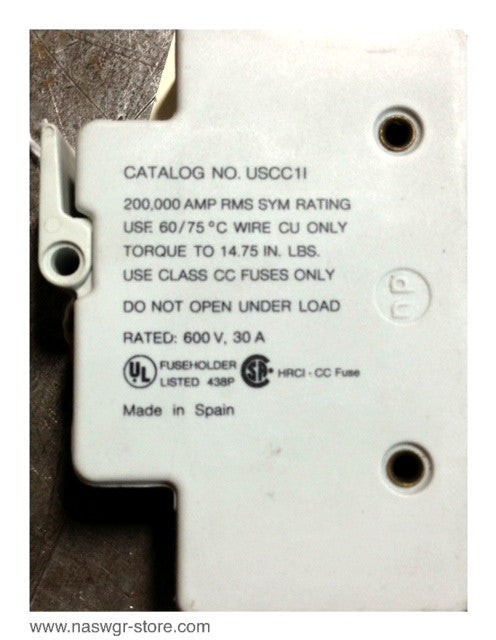 CATALOG NO. USCC1I
200,000 AMP RMS SYM RATING
USE 60/75 °C WIRE CU ONLY
TORQUE TO 14.75 IN. LBS.
USE CLASS CC FUSES ONLY
DO NOT OPEN UNDER LOAD
RATED: 600 V, 30 A
UL FUSEHOLDER LISTED 438P SA HRCI - CC Fuse
Made in Spain
www.naswgr-store.com